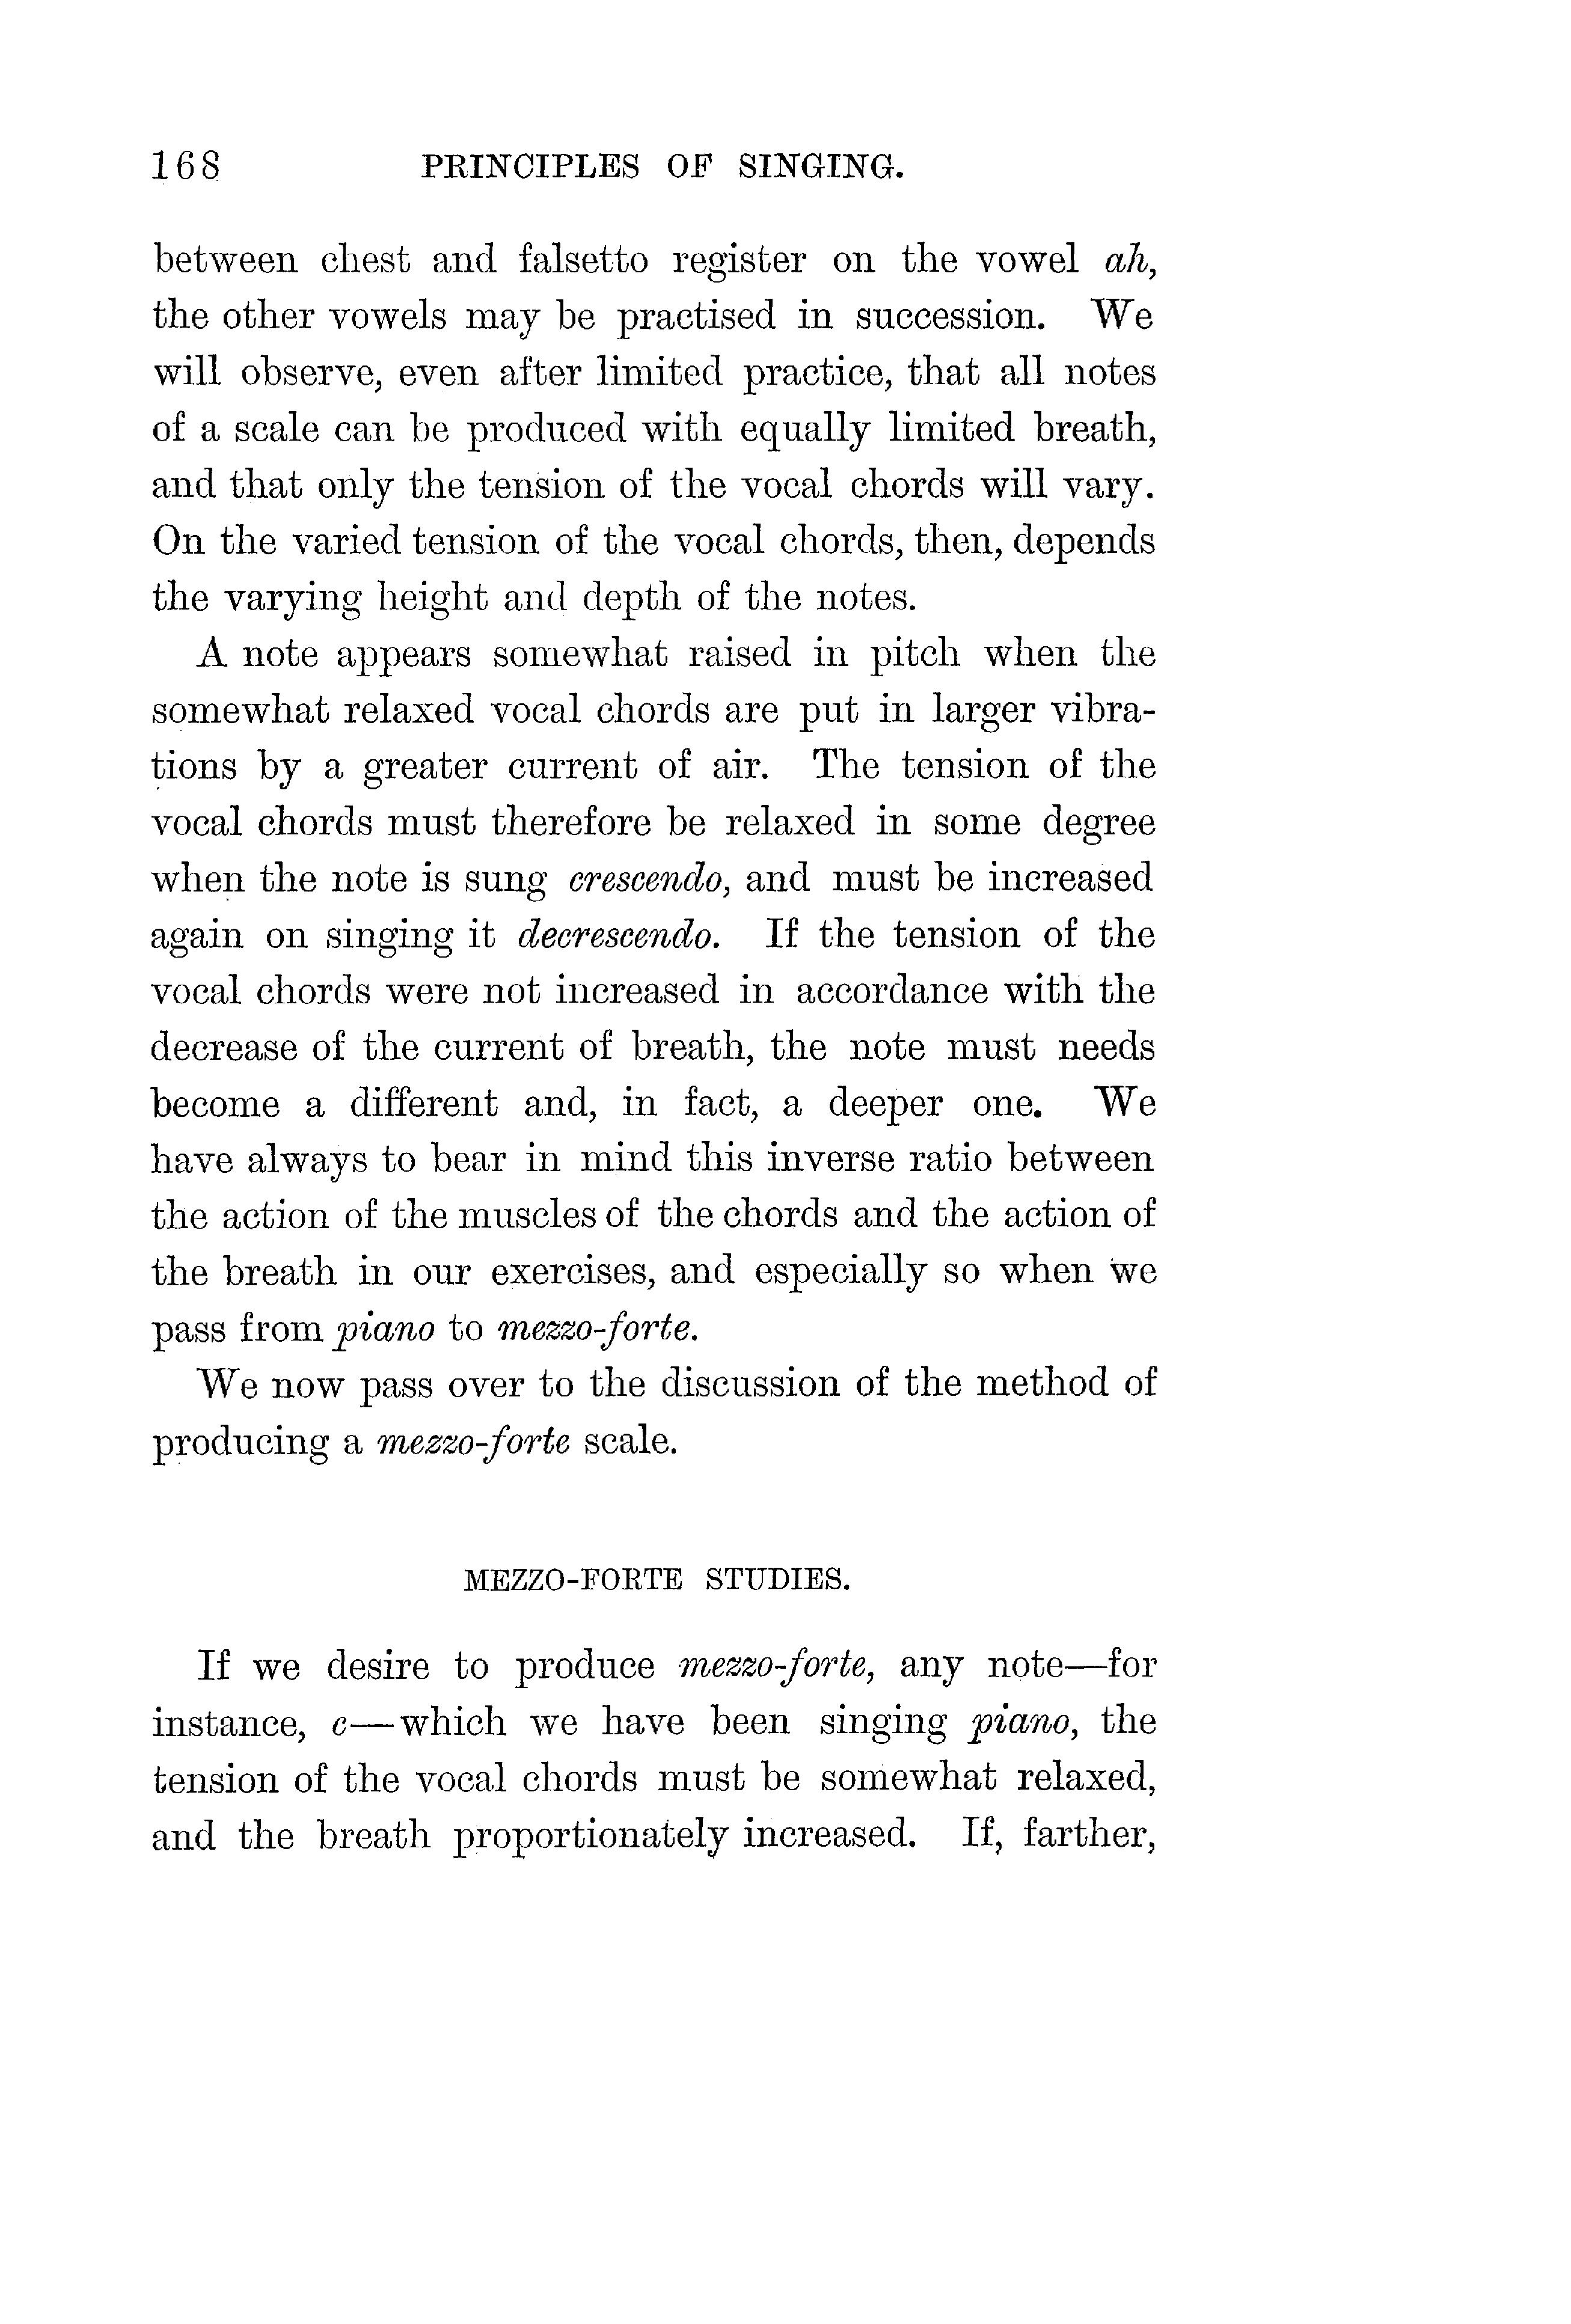 168 PRINCIPLES OF SINGING.
between chest and falsetto register on the vowel ah,
the other vowels may be practised in succession. We
will observe, even after limited practice, that all notes
of a scale can be produced with equally limited breath,
and that only the tension of the vocal chords will vary.
On the varied tension of the vocal chords, then, depends
the varying height and depth of the notes.
A note appears somewhat raised in pitch when the
somewhat relaxed vocal chords are put in larger vibra-
tions by a greater current of air. The tension of the
vocal chords must therefore be relaxed in some degree
when the note is sung crescendo, and must be increased
again on singing it decrescendo. If the tension of the
vocal chords were not increased in accordance with the
decrease of the current of breath, the note must needs
become a different and, in fact, a deeper one. We
have always to bear in mind this inverse ratio between
the action of the muscles of the chords and the action of
the breath in our exercises, and especially so when we
pass from piano to mezzo-forte.
We now pass over to the discussion of the method of
producing a mezzo-forte scale.
MEZZO-FORTE STUDIES.
If we desire to produce mezzo-forte, any note—for
instance, c—which we have been singing piano, the
tension of the vocal chords must be somewhat relaxed,
and the breath proportionately increased. If, farther,